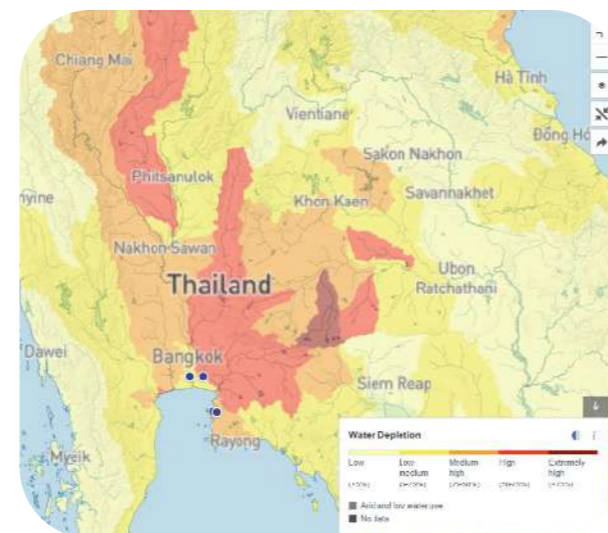 Chiang Mai
Hà Tĩnh
Vientiane
Đồng Hớ
Sakon Nakhon
Phitsanulok
nyine
Khon Kaen
Savannakhet
Nakhon Sawan
Thailand
Ubon
Ratchathani
Dawei
Bangkok
Siem Reap
Rayong
Myeik
Water Depletion
Low
Low-
medium
Medium-
high
High
Extremely
high
Arid and low water use
No data